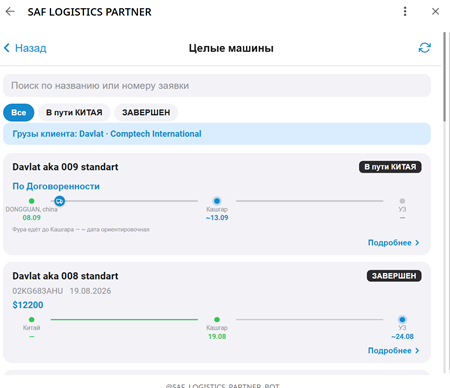 SAF LOGISTICS PARTNER
Назад
Целые машины
Поиск по названию или номеру заявки
Все
В пути КИТАЯ
ЗАВЕРШЕН
Грузы клиента: Davlat · Comptech International
Davlat aka 009 standart
В пути КИТАЯ
По Договоренности
DONGGUAN, china
Кашгар
УЗ
08.09
~13.09
—
Фура едёт до Кашгара — ~ дата ориентировочная
Подробнее
Davlat aka 008 standart
ЗАВЕРШЕН
02KG683AHU · 19.08.2026
$12200
Китай
Кашгар
УЗ
—
19.08
~24.08
Подробнее
@SAF_LOGISTICS_PARTNER_BOT